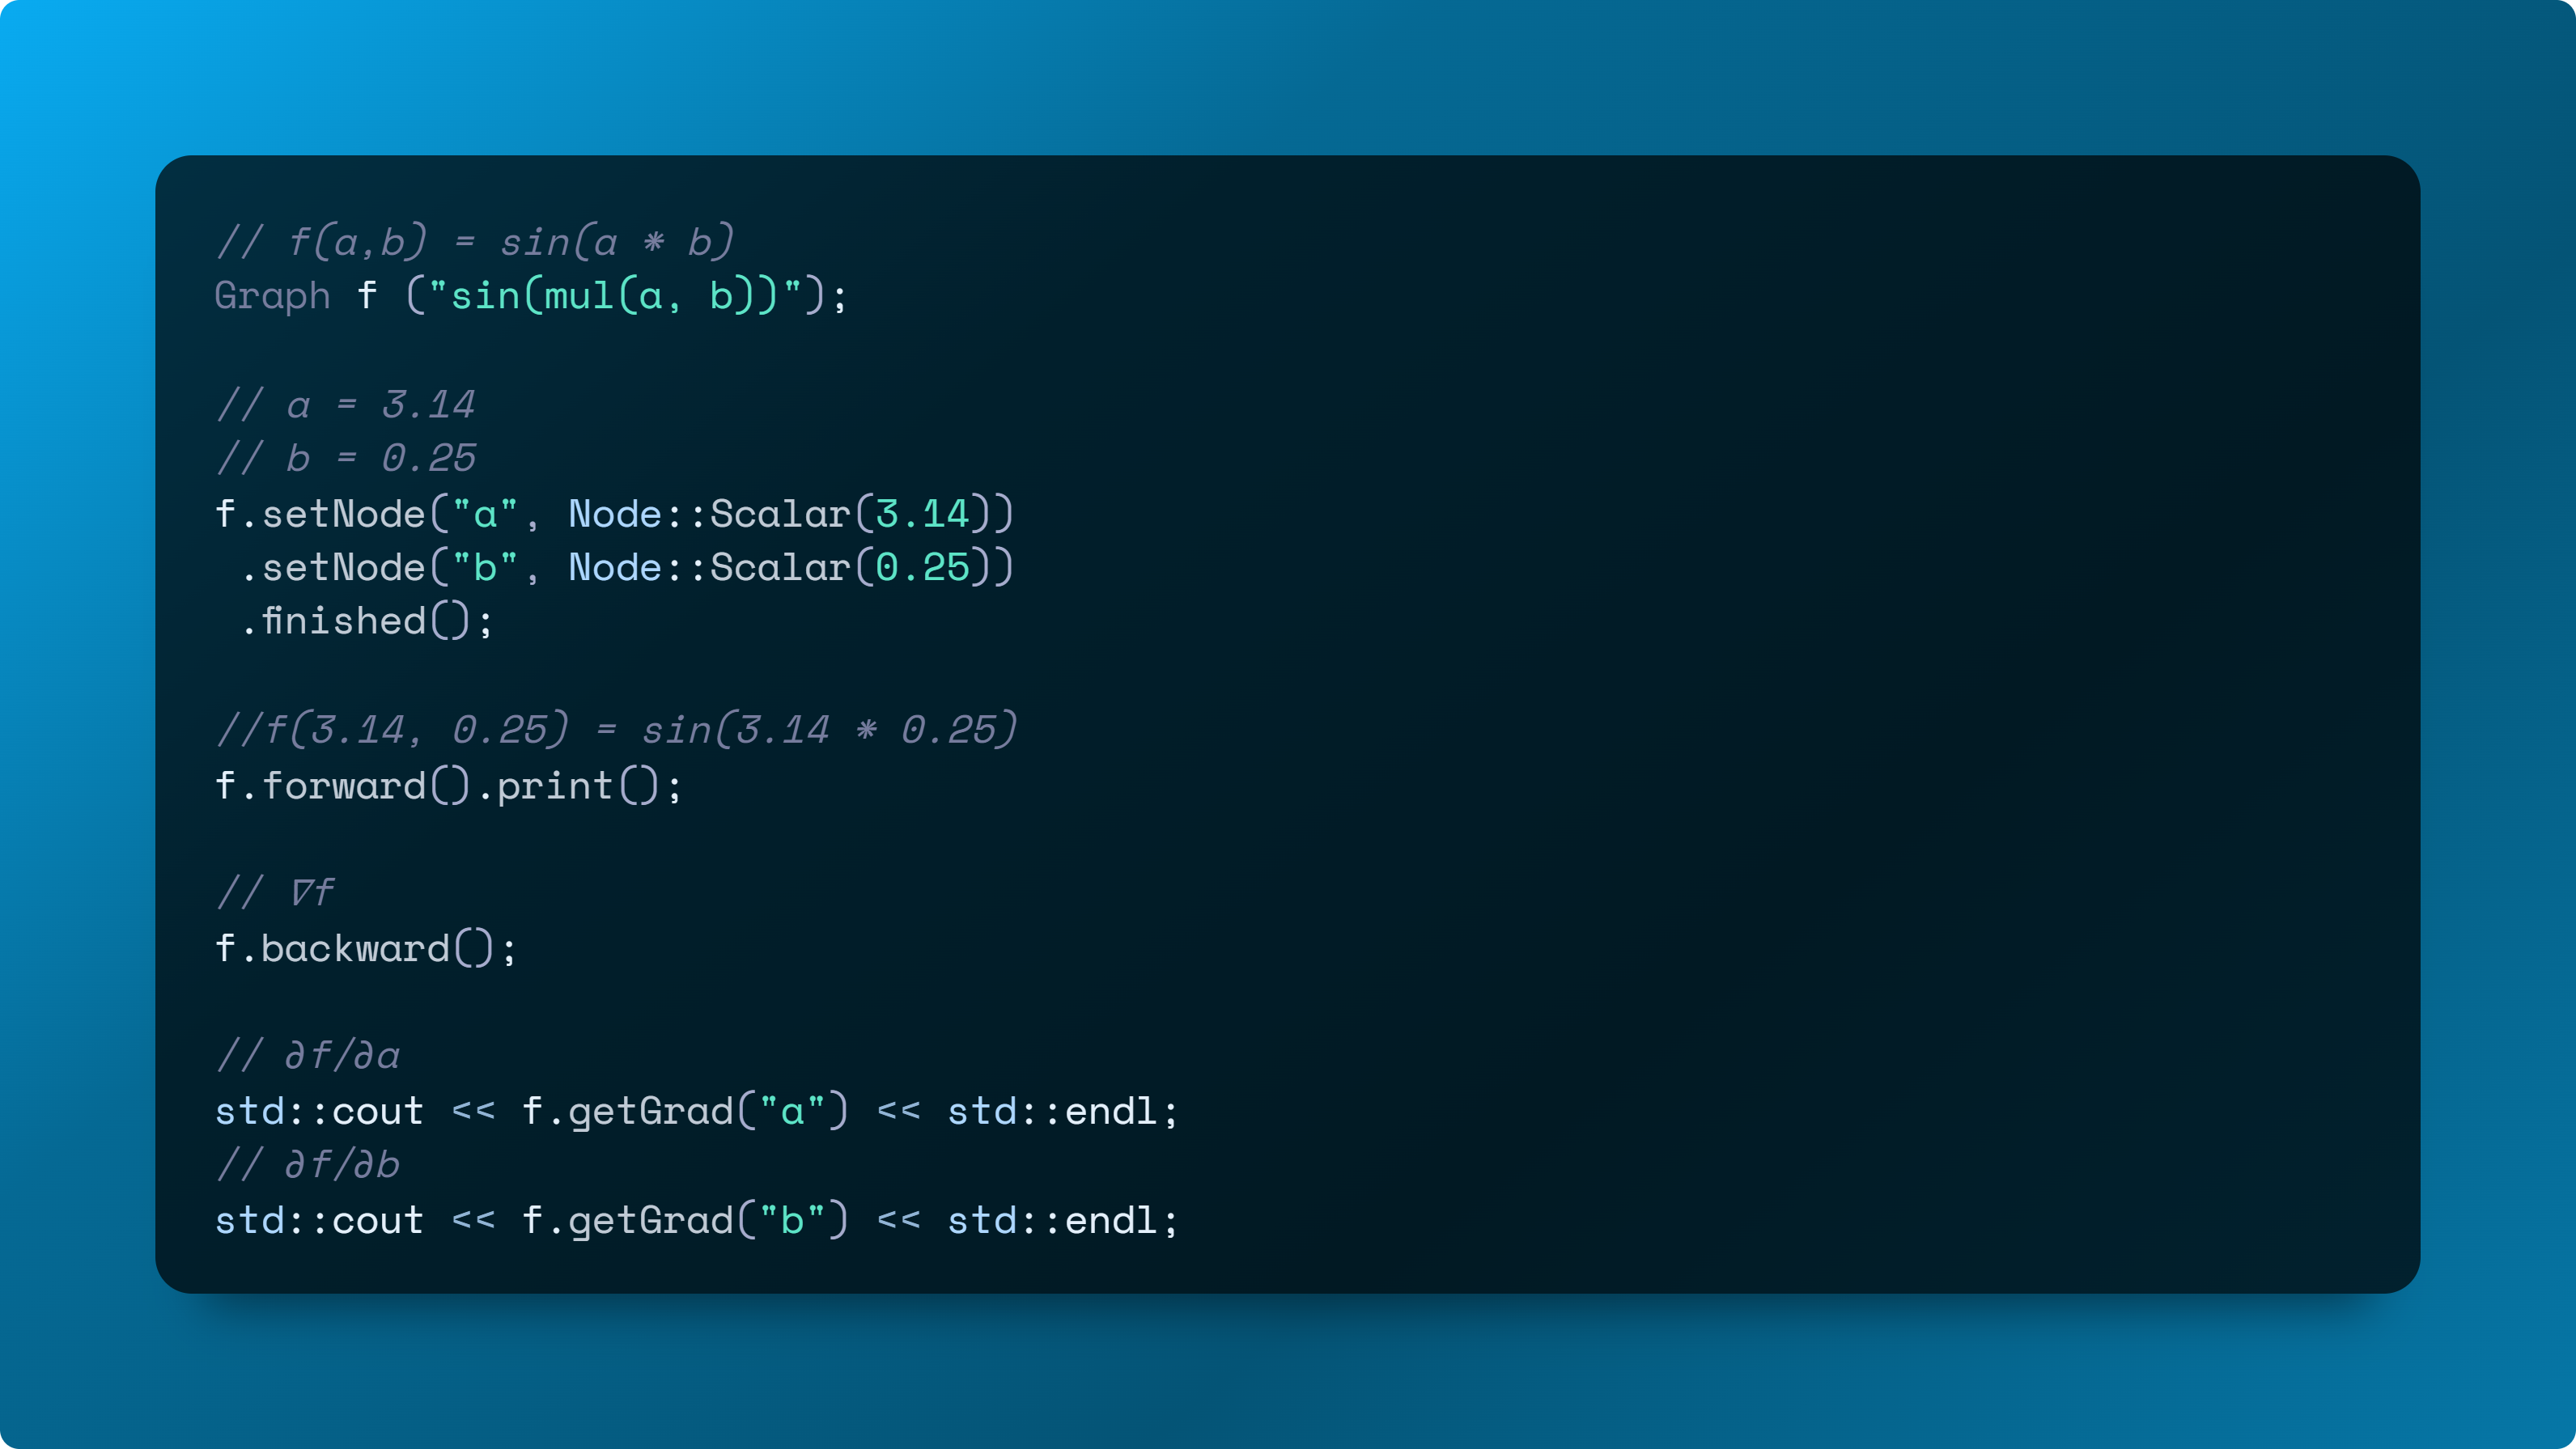 // f(a,b) = sin(a * b)
Graph f ("sin(mul(a, b))");
// a = 3.14
// b = 0.25
f.setNode("a", Node::Scalar(3.14))
.setNode("b", Node::Scalar(0.25))
.finished();
//f(3.14, 0.25) = sin(3.14 * 0.25)
f.forward().print();
// ∇f
f.backward();
// ∂f/∂a
std::cout << f.getGrad("a") << std::endl;
// ∂f/∂b
std::cout << f.getGrad("b") << std::endl;